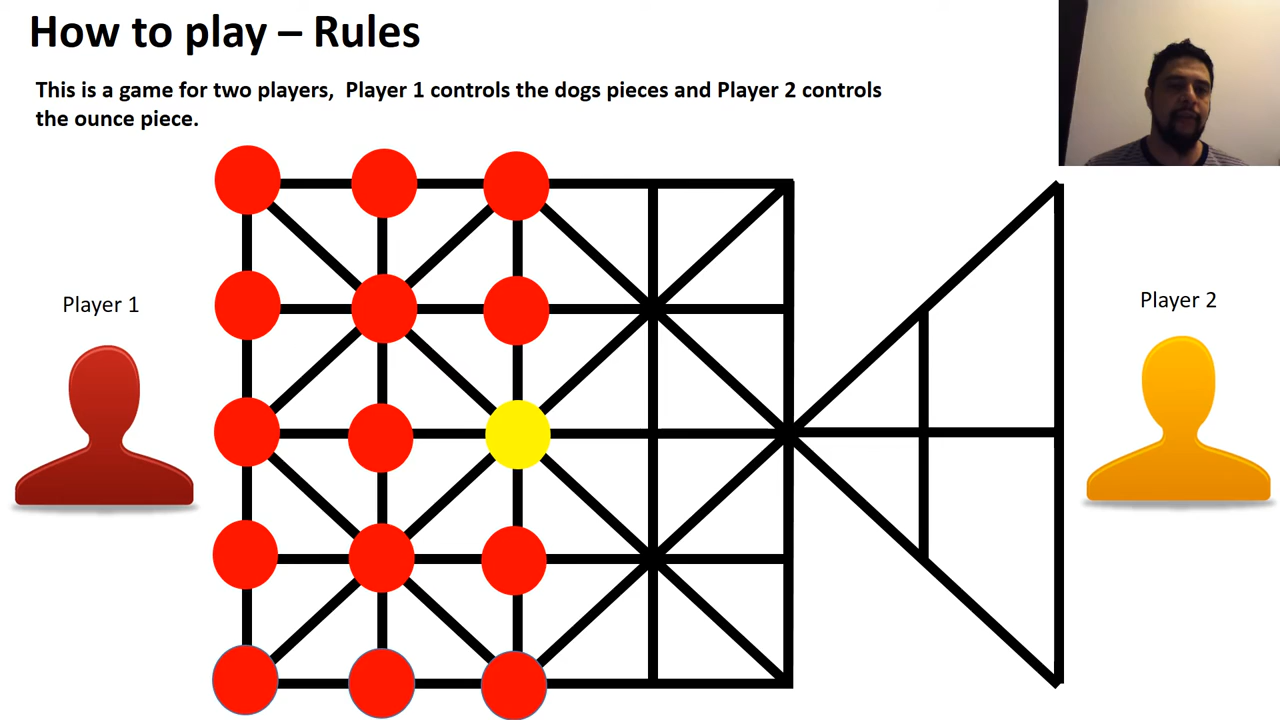 How to play – Rules
This is a game for two players,  Player 1 controls the dogs pieces and Player 2 controls
the ounce piece.
Player 1
Player 2